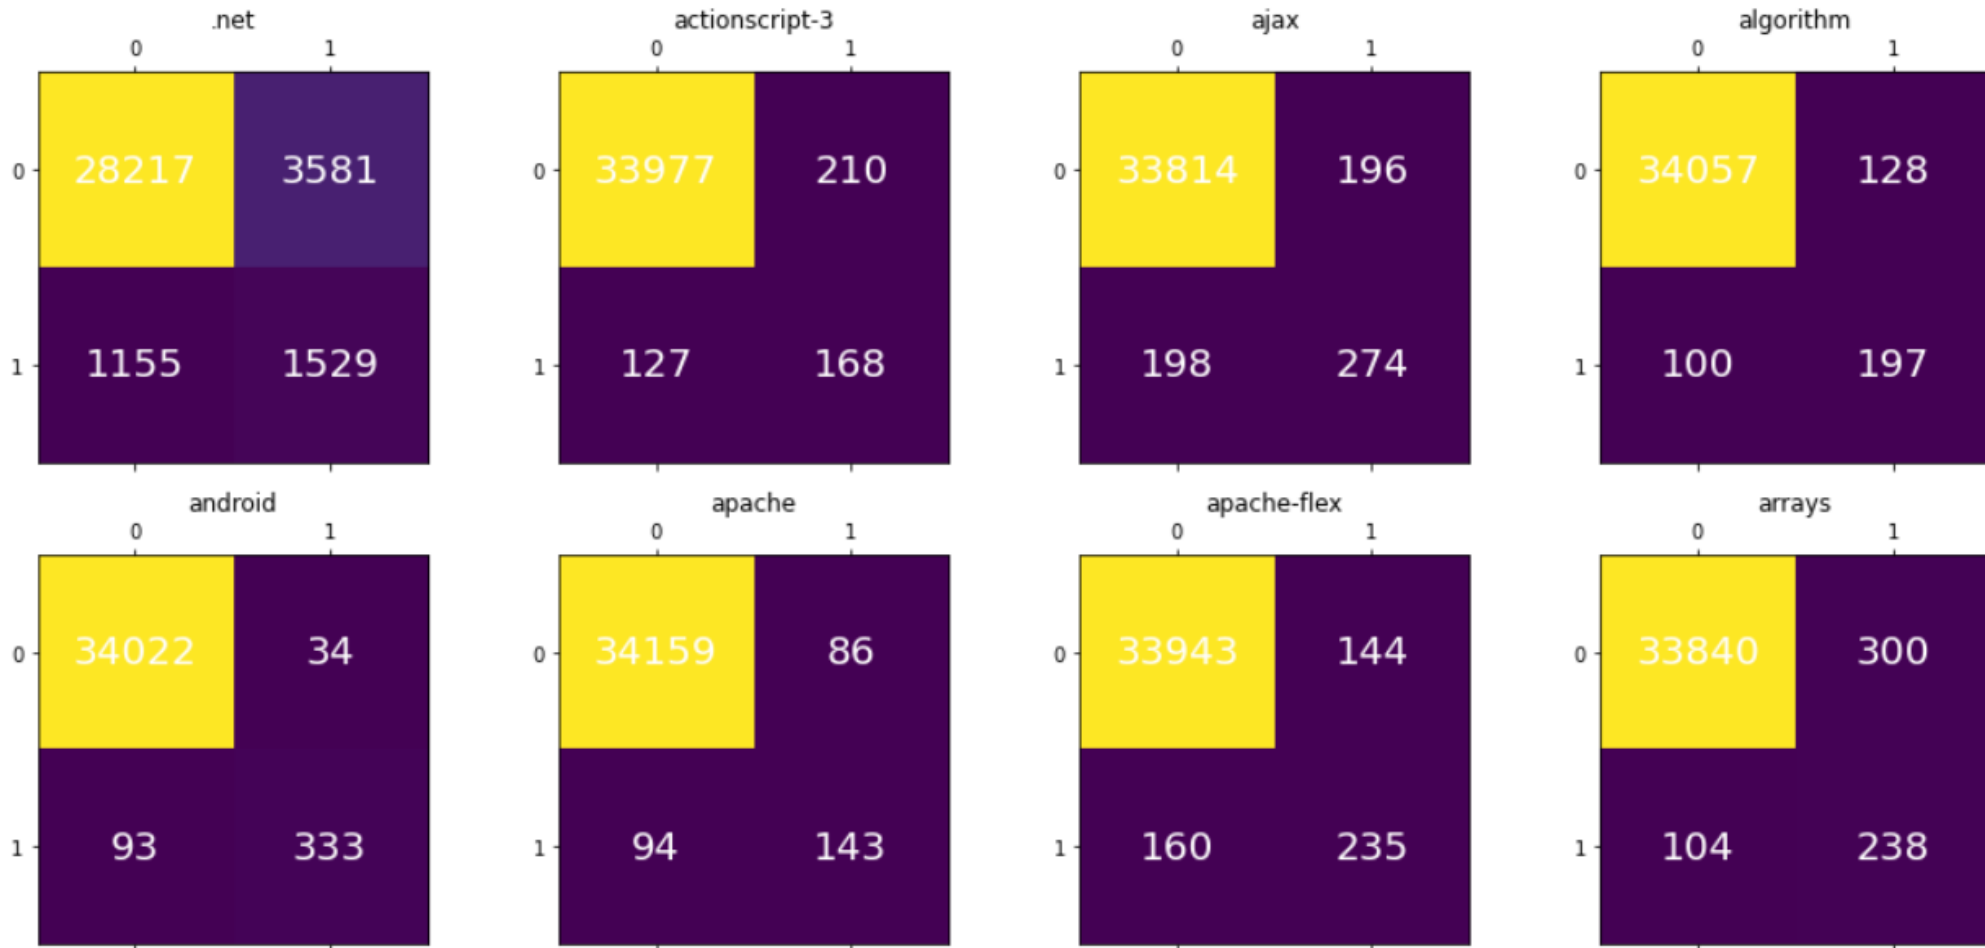 .net actionscript-3 ajax algorithm
0 1 0 1 0 1 0 1
0 28217 3581 0 33977 210 0 33814 196 0 34057 128
1 1155 1529 1 127 168 1 198 274 1 100 197
android apache apache-flex arrays
0 1 0 1 0 1 0 1
0 34022 34 0 34159 86 0 33943 144 0 33840 300
1 93 333 1 94 143 1 160 235 1 104 238